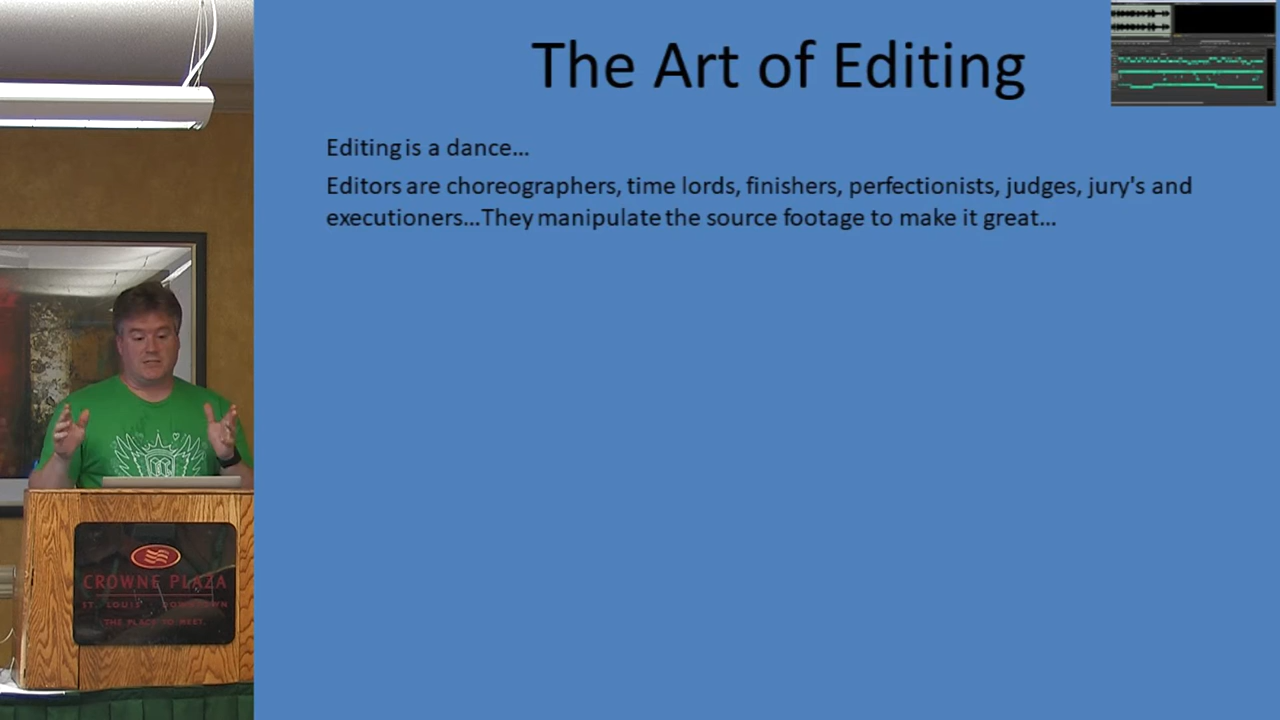 The Art of Editing
Editing is a dance...
Editors are choreographers, time lords, finishers, perfectionists, judges, jury's and
executioners...They manipulate the source footage to make it great...
CROWNE PLAZA
ST. LOUIS DOWNTOWN
THE PLACE TO MEET.